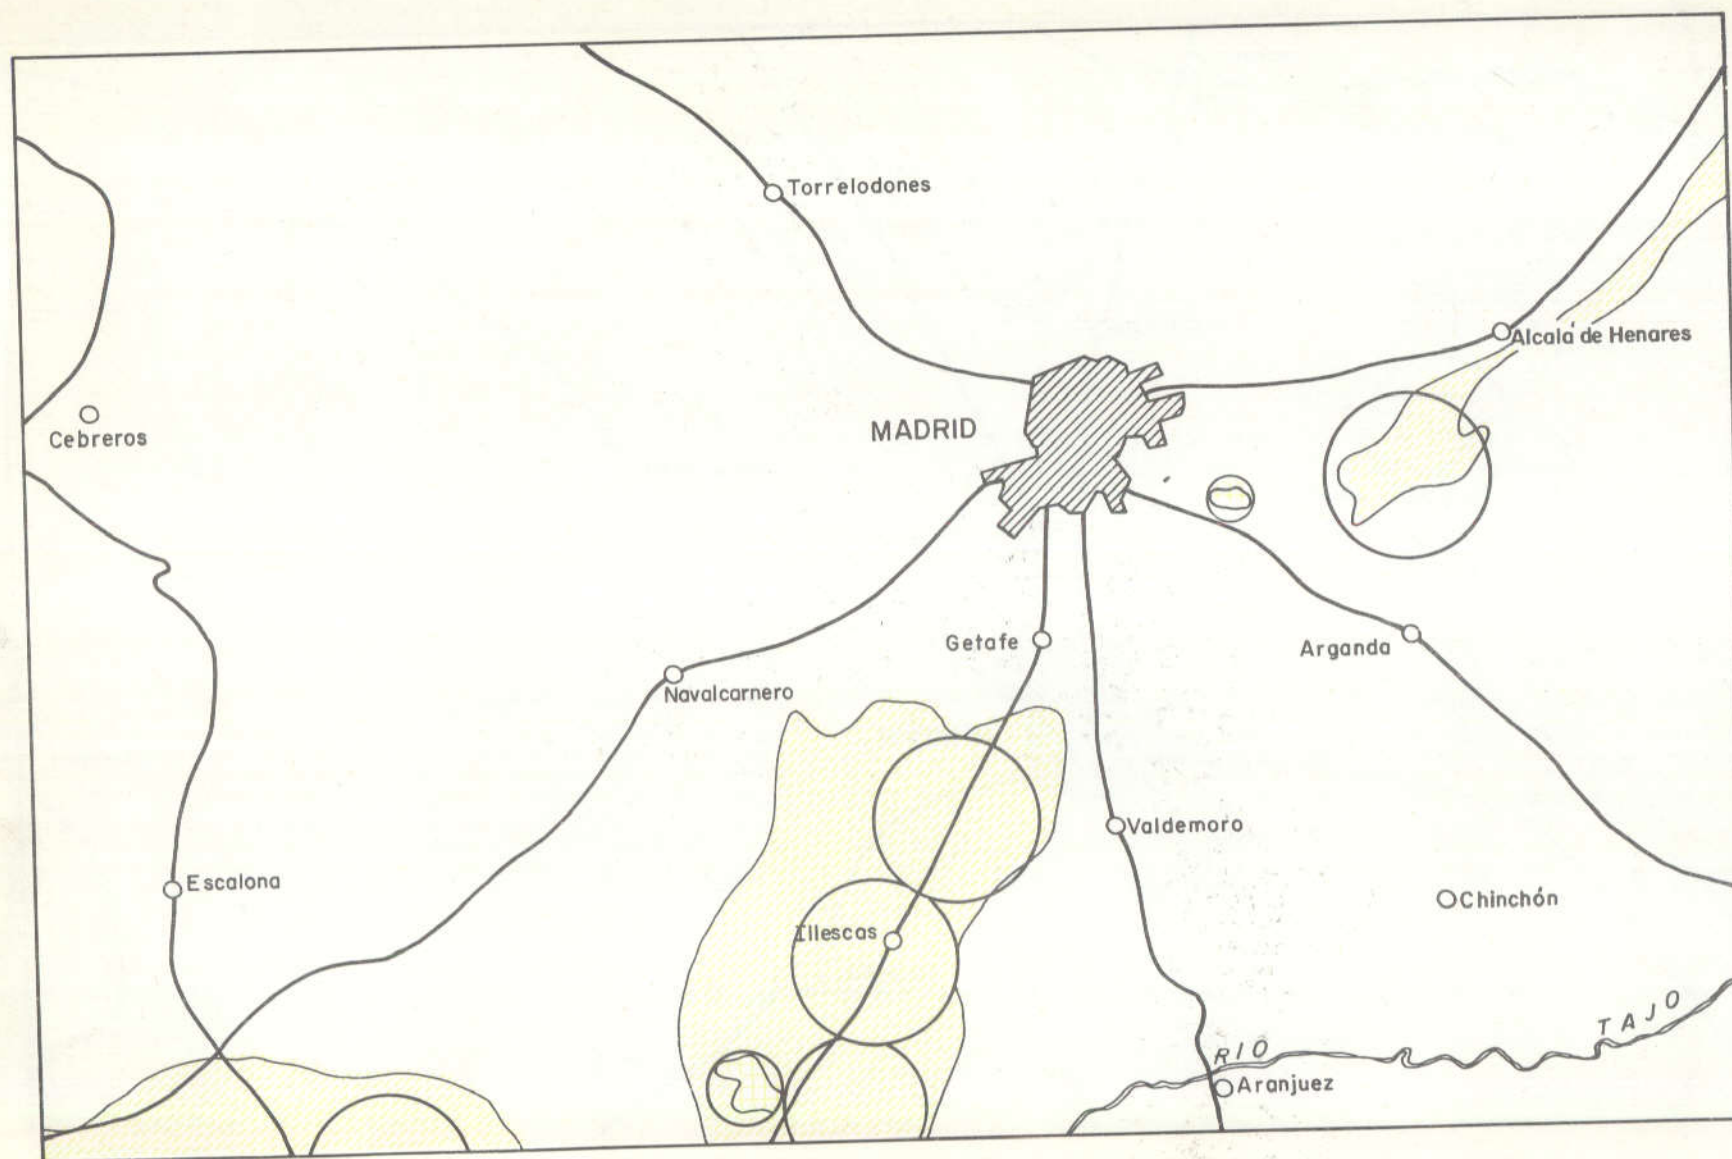 Torrelodones
Alcalá de Henares
MADRID
Cebreros
Getafe
Arganda
Navalcarnero
Valdemoro
Escalona
Chinchón
Illescas
RIO TAJO
Aranjuez